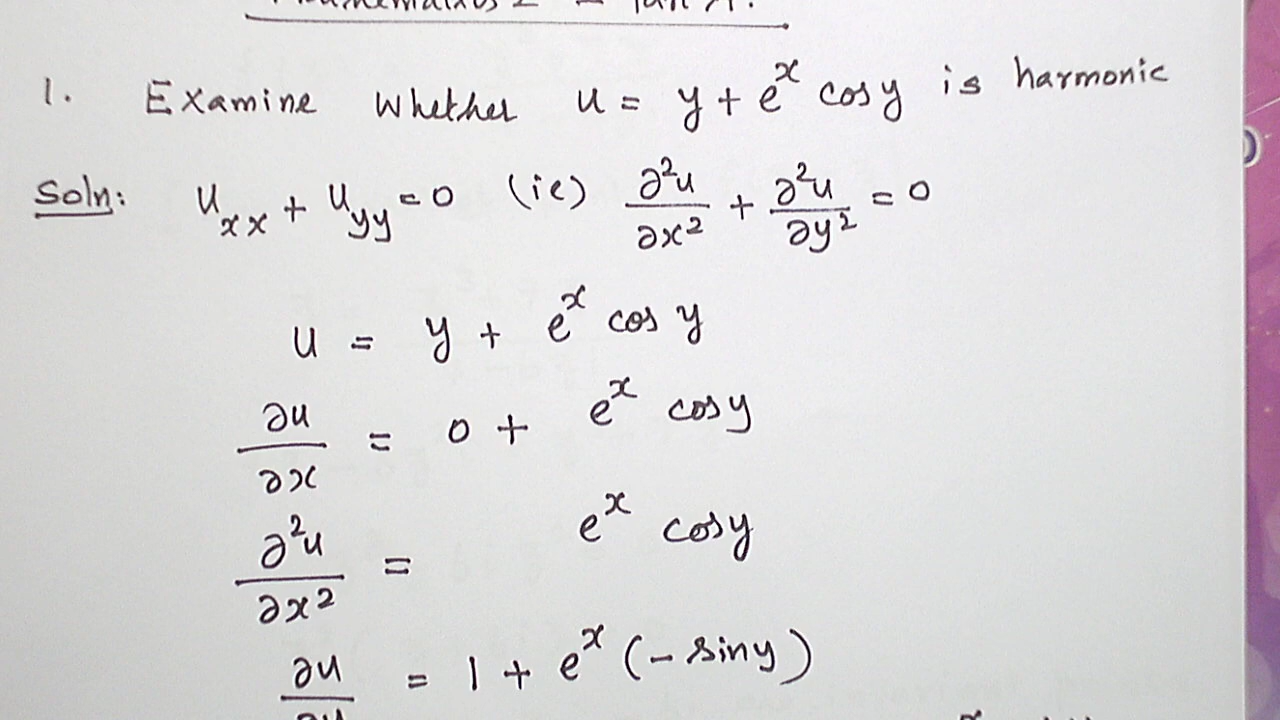 1. Examine whether u = y + e^x cos y is harmonic
Soln: u_xx + u_yy = 0 (ie) ∂²u/∂x² + ∂²u/∂y² = 0
u = y + e^x cos y
∂u/∂x = 0 + e^x cos y
∂²u/∂x² = e^x cos y
∂u/∂y = 1 + e^x (- sin y)